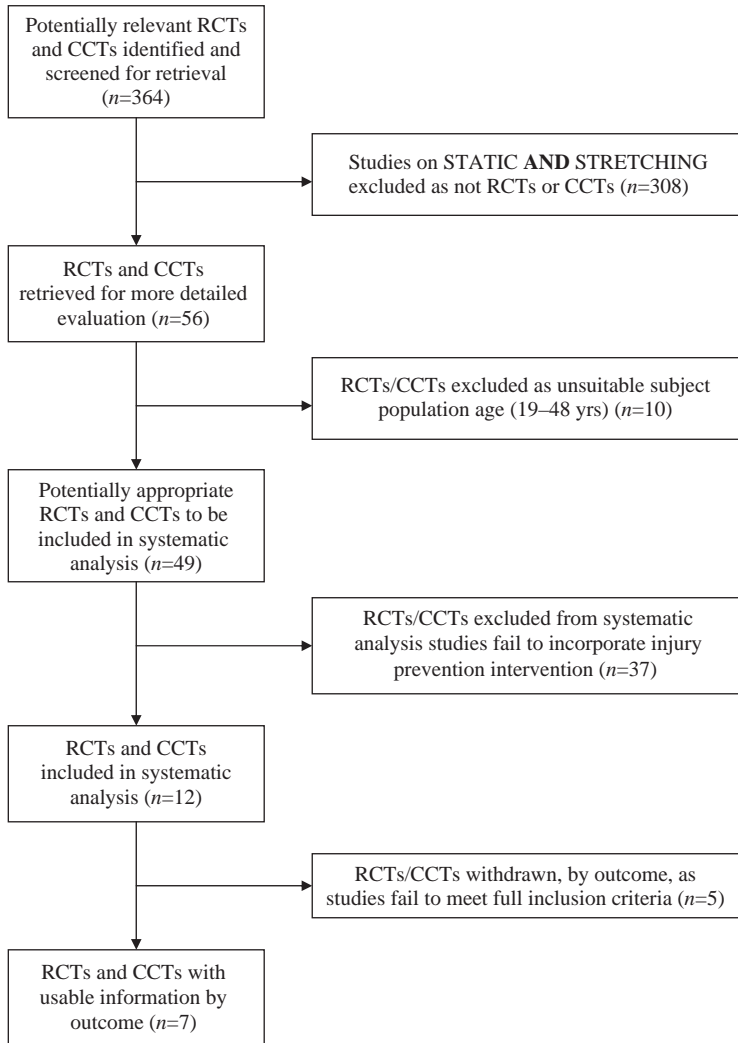 Potentially relevant RCTs
and CCTs identified and
screened for retrieval
(n=364)
Studies on STATIC AND STRETCHING
excluded as not RCTs or CCTs (n=308)
RCTs and CCTs
retrieved for more detailed
evaluation (n=56)
RCTs/CCTs excluded as unsuitable subject
population age (19–48 yrs) (n=10)
Potentially appropriate
RCTs and CCTs to be
included in systematic
analysis (n=49)
RCTs/CCTs excluded from systematic
analysis studies fail to incorporate injury
prevention intervention (n=37)
RCTs and CCTs
included in systematic
analysis (n=12)
RCTs/CCTs withdrawn, by outcome, as
studies fail to meet full inclusion criteria (n=5)
RCTs and CCTs with
usable information by
outcome (n=7)